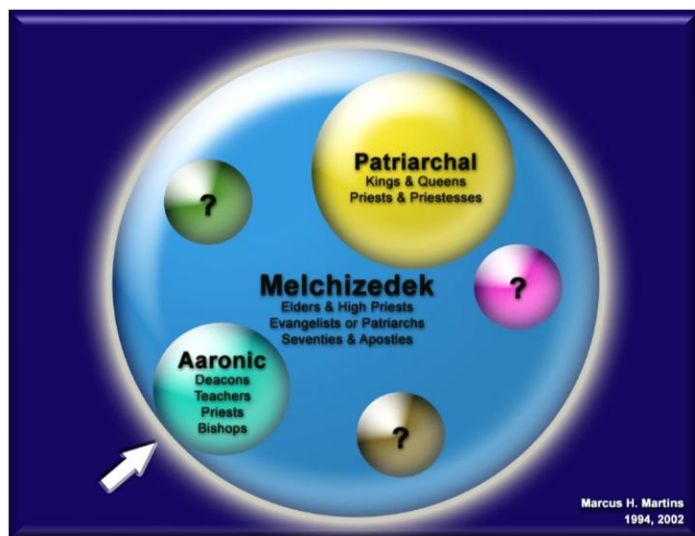 Patriarchal
Kings & Queens
Priests & Priestesses
?
?
Melchizedek
Elders & High Priests
Evangelists or Patriarchs
Seventies & Apostles
Aaronic
Deacons
Teachers
Priests
Bishops
?
Marcus H. Martins
1994, 2002